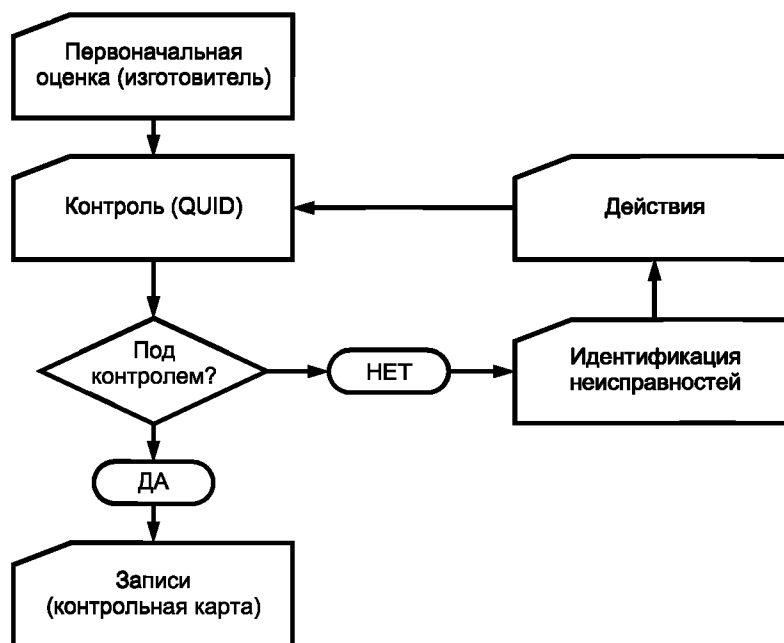 Первоначальная
оценка (изготовитель)
Контроль (QUID)
Действия
Под
контролем?
НЕТ
Идентификация
неисправностей
ДА
Записи
(контрольная карта)